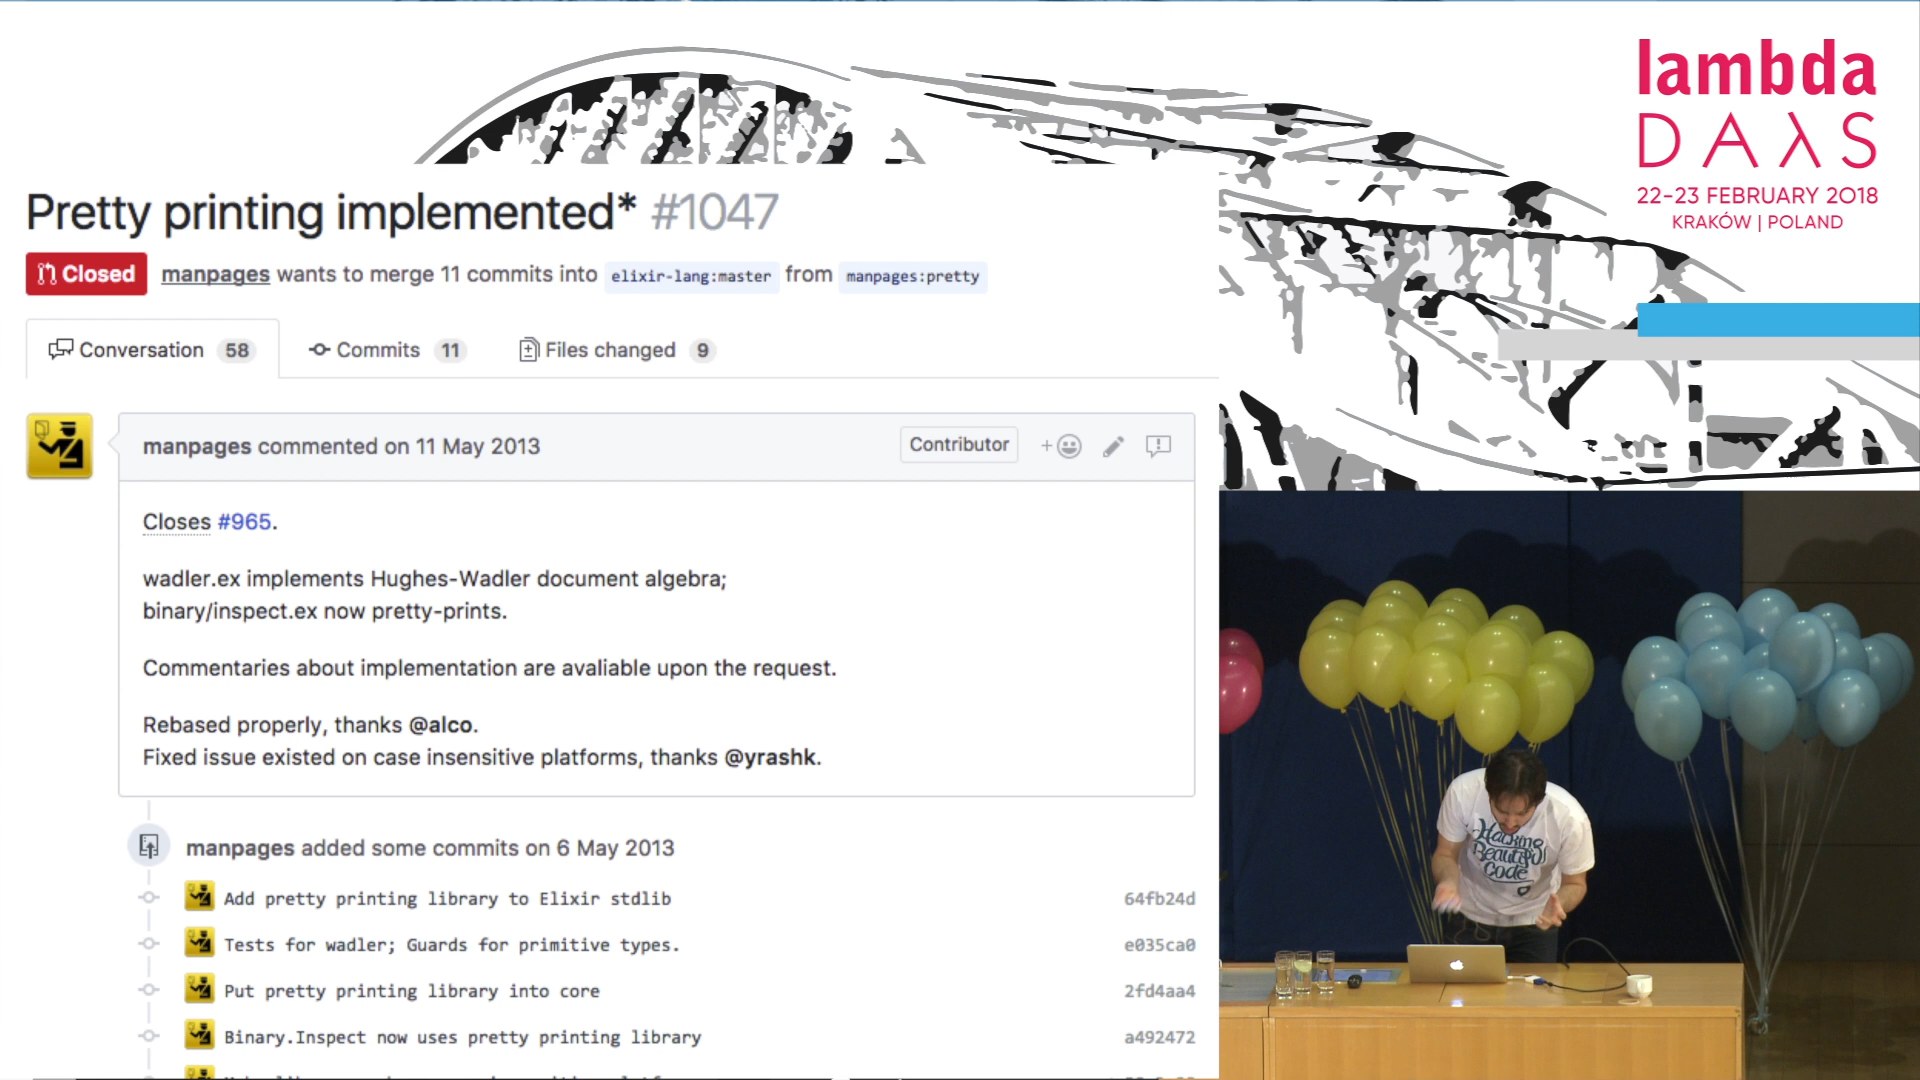 lambda
DAλS
22-23 FEBRUARY 2018
KRAKÓW | POLAND
Pretty printing implemented* #1047
Closed manpages wants to merge 11 commits into elixir-lang:master from manpages:pretty
Conversation 58 Commits 11 Files changed 9
manpages commented on 11 May 2013 Contributor
Closes #965.
wadler.ex implements Hughes-Wadler document algebra;
binary/inspect.ex now pretty-prints.
Commentaries about implementation are avaliable upon the request.
Rebased properly, thanks @alco.
Fixed issue existed on case insensitive platforms, thanks @yrashk.
manpages added some commits on 6 May 2013
Add pretty printing library to Elixir stdlib 64fb24d
Tests for wadler; Guards for primitive types. e035ca0
Put pretty printing library into core 2fd4aa4
Binary.Inspect now uses pretty printing library a492472
Hacking
Beautiful
Code